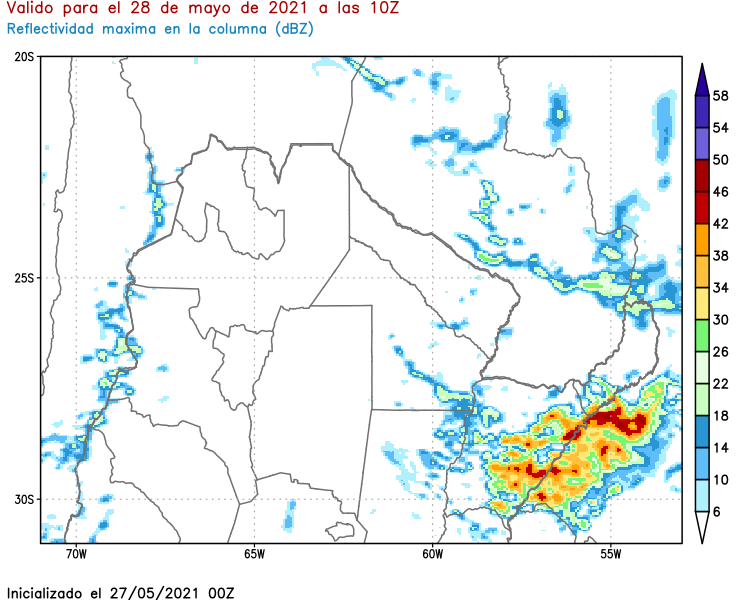 Valido para el 28 de mayo de 2021 a las 10Z
Reflectividad maxima en la columna (dBZ)
20S
25S
30S
70W
65W
60W
55W
58
54
50
46
42
38
34
30
26
22
18
14
10
6
Inicializado el 27/05/2021 00Z